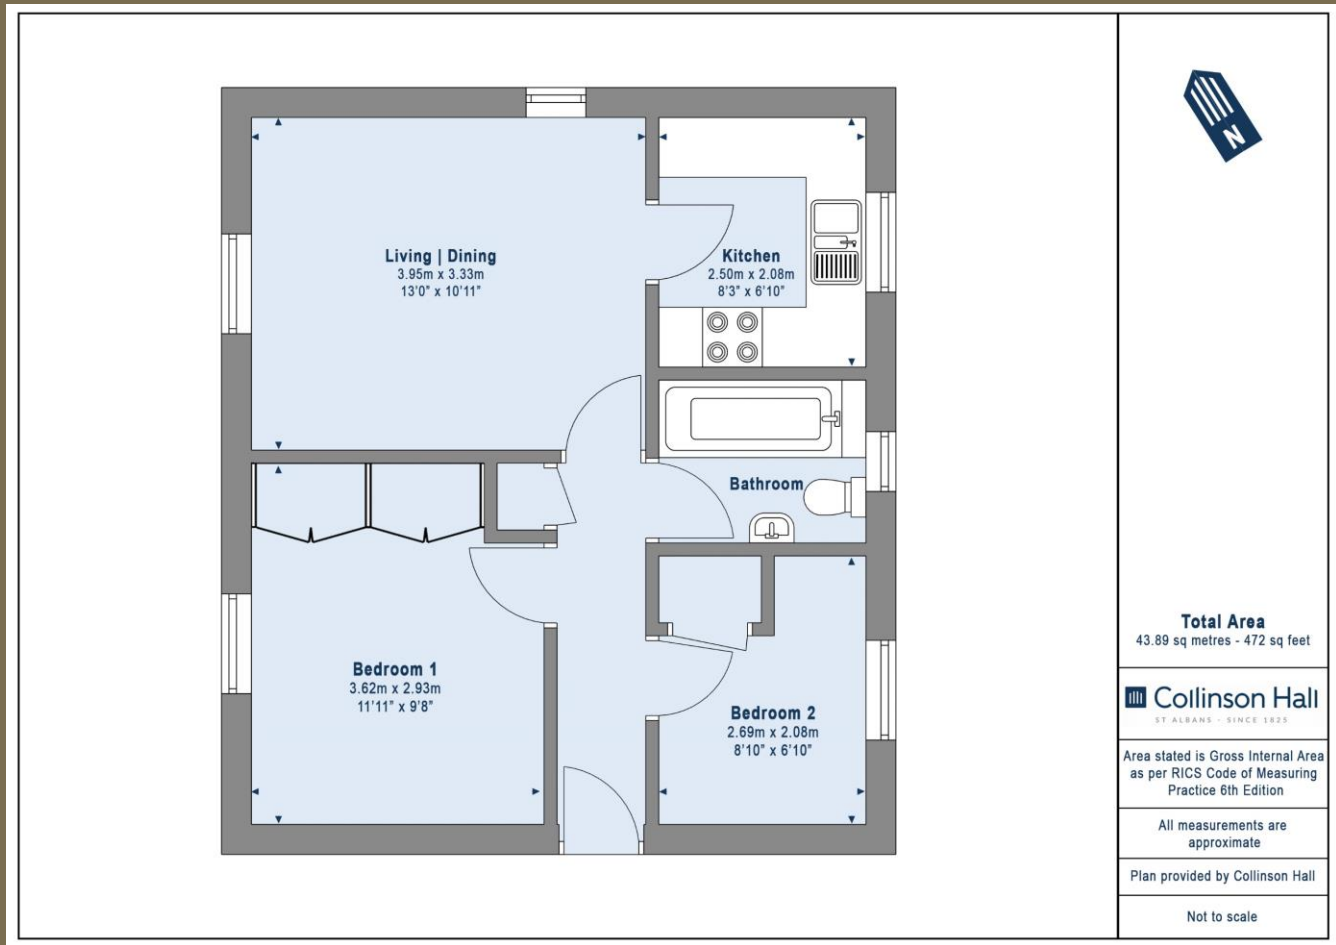 Living | Dining
3.95m x 3.33m
13'0" x 10'11"
Kitchen
2.50m x 2.08m
8'3" x 6'10"
Bathroom
Bedroom 1
3.62m x 2.93m
11'11" x 9'8"
Bedroom 2
2.69m x 2.08m
8'10" x 6'10"
N
Total Area
43.89 sq metres - 472 sq feet
Collinson Hall
ST ALBANS - SINCE 1825
Area stated is Gross Internal Area
as per RICS Code of Measuring
Practice 6th Edition
All measurements are
approximate
Plan provided by Collinson Hall
Not to scale